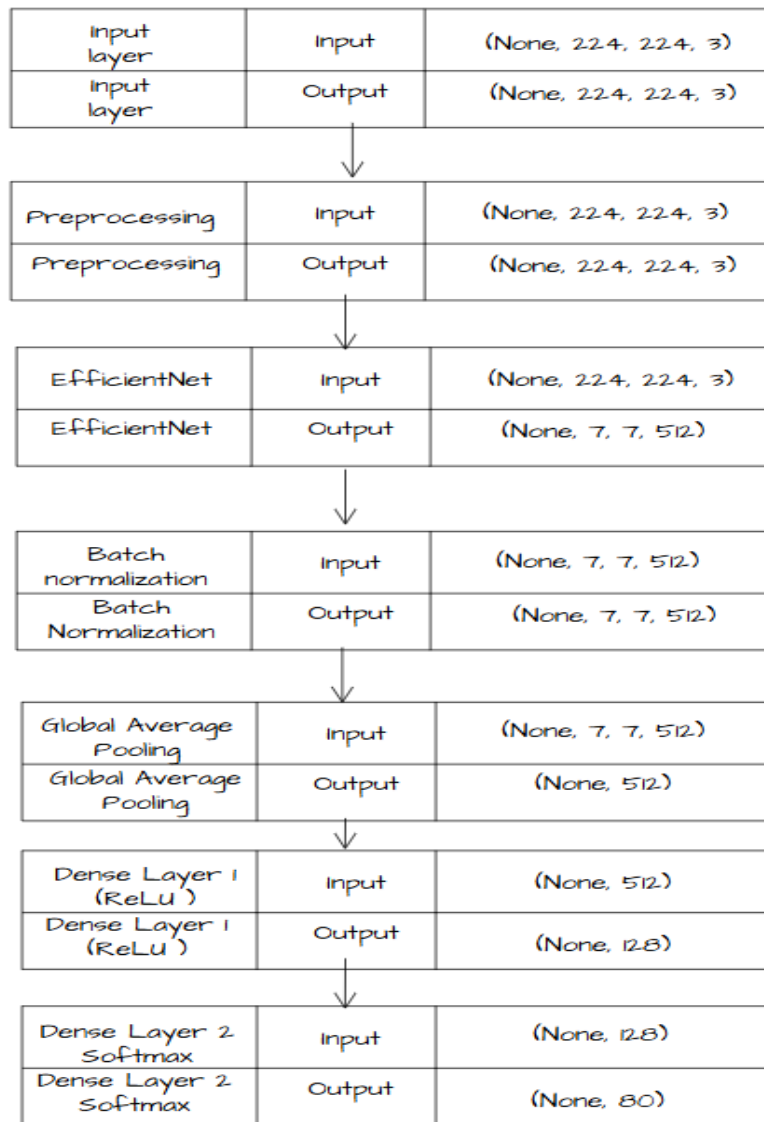 Input layer Input (None, 224, 224, 3)
Input layer Output (None, 224, 224, 3)
Preprocessing Input (None, 224, 224, 3)
Preprocessing Output (None, 224, 224, 3)
EfficientNet Input (None, 224, 224, 3)
EfficientNet Output (None, 7, 7, 512)
Batch normalization Input (None, 7, 7, 512)
Batch Normalization Output (None, 7, 7, 512)
Global Average Pooling Input (None, 7, 7, 512)
Global Average Pooling Output (None, 512)
Dense Layer 1 (ReLU ) Input (None, 512)
Dense Layer 1 (ReLU ) Output (None, 128)
Dense Layer 2 Softmax Input (None, 128)
Dense Layer 2 Softmax Output (None, 80)